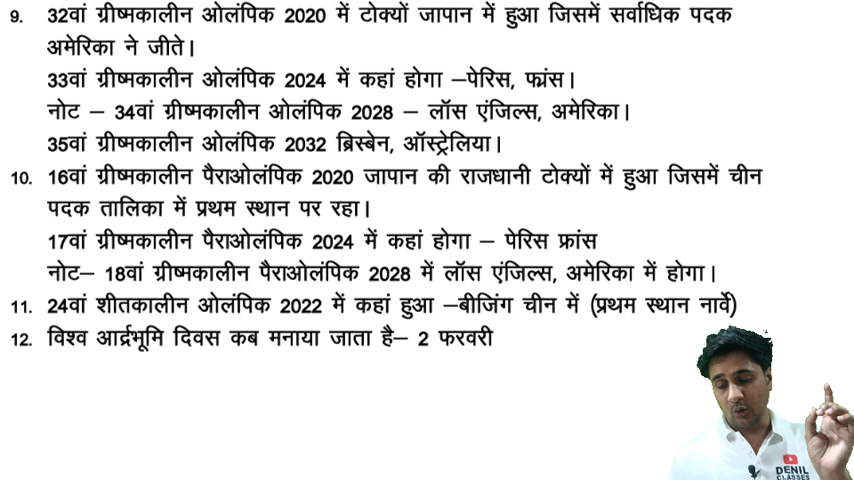 9. 32वां ग्रीष्मकालीन ओलंपिक 2020 में टोक्यों जापान में हुआ जिसमें सर्वाधिक पदक
अमेरिका ने जीते।
33वां ग्रीष्मकालीन ओलंपिक 2024 में कहां होगा –पेरिस, फ्रांस।
नोट – 34वां ग्रीष्मकालीन ओलंपिक 2028 – लॉस एंजिल्स, अमेरिका।
35वां ग्रीष्मकालीन ओलंपिक 2032 ब्रिस्बेन, ऑस्ट्रेलिया।
10. 16वां ग्रीष्मकालीन पैराओलंपिक 2020 जापान की राजधानी टोक्यों में हुआ जिसमें चीन
पदक तालिका में प्रथम स्थान पर रहा।
17वां ग्रीष्मकालीन पैराओलंपिक 2024 में कहां होगा – पेरिस फ्रांस
नोट– 18वां ग्रीष्मकालीन पैराओलंपिक 2028 में लॉस एंजिल्स, अमेरिका में होगा।
11. 24वां शीतकालीन ओलंपिक 2022 में कहां हुआ –बीजिंग चीन में (प्रथम स्थान नार्वे)
12. विश्व आर्द्रभूमि दिवस कब मनाया जाता है– 2 फरवरी
DENIL
CLASSES